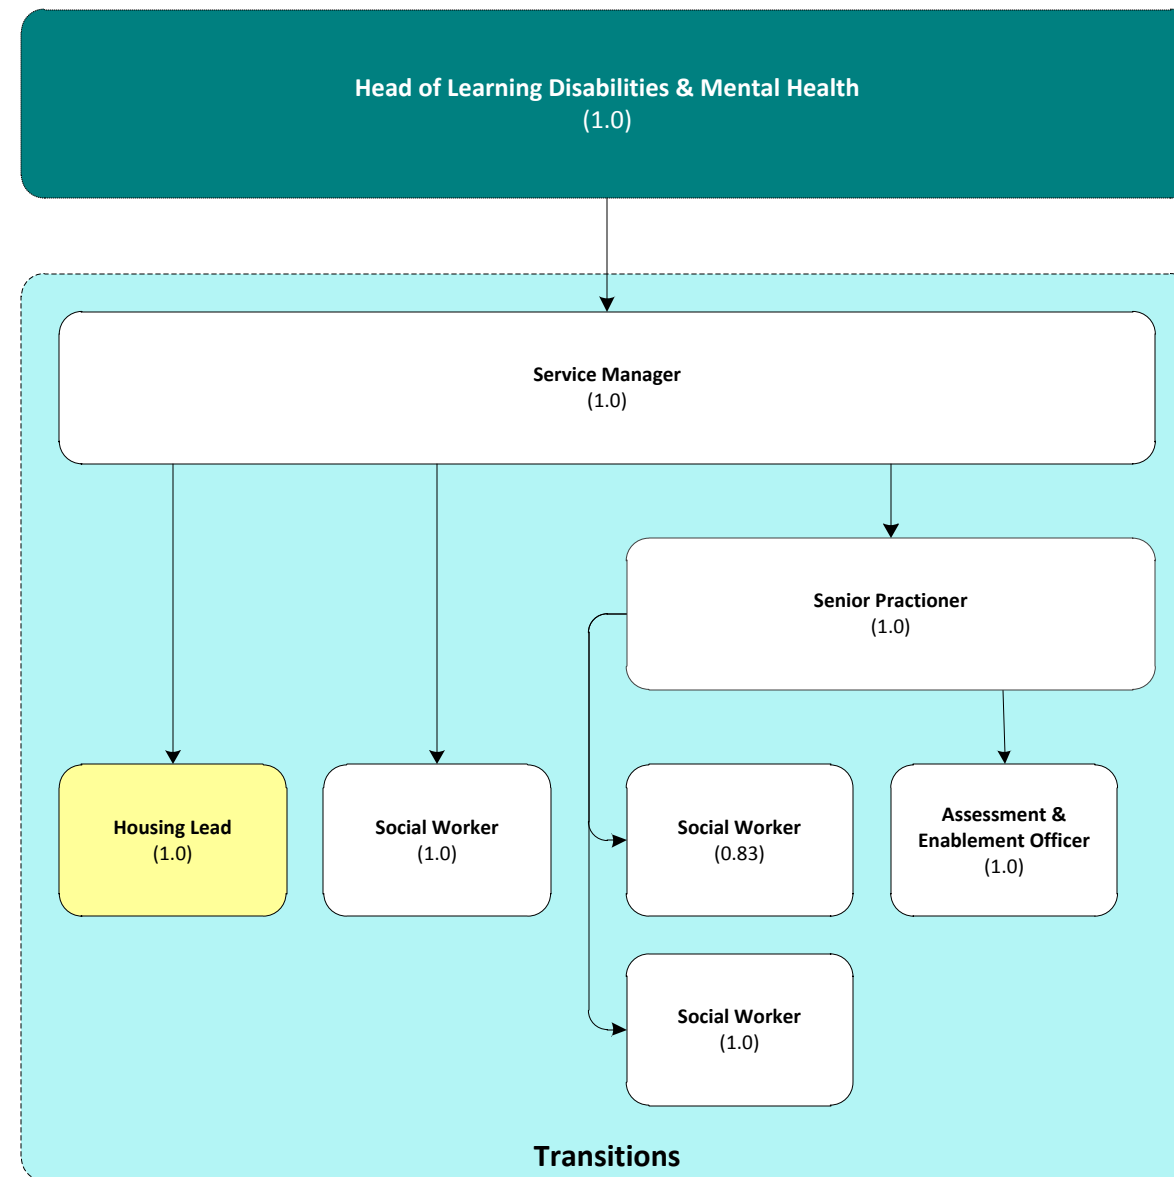 Head of Learning Disabilities & Mental Health
(1.0)
Service Manager
(1.0)
Senior Practioner
(1.0)
Housing Lead
(1.0)
Social Worker
(1.0)
Social Worker
(0.83)
Assessment &
Enablement Officer
(1.0)
Social Worker
(1.0)
Transitions